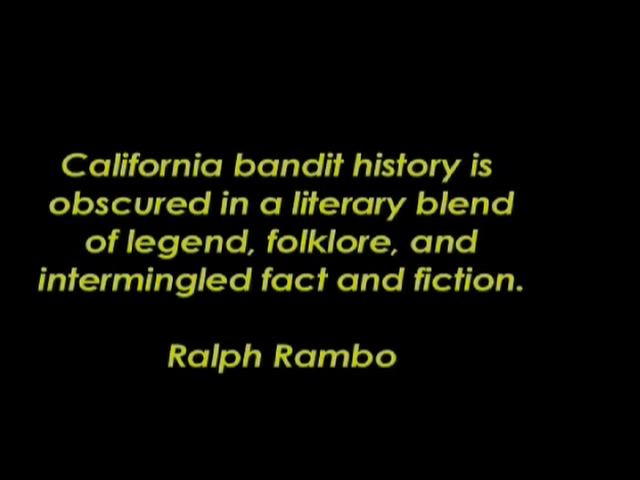 California bandit history is
obscured in a literary blend
of legend, folklore, and
intermingled fact and fiction.
Ralph Rambo